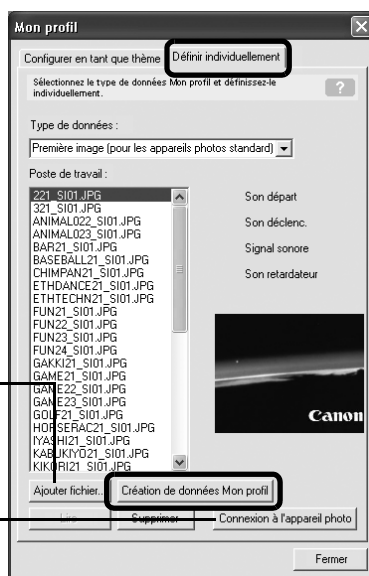 Mon profil
Configurer en tant que thème
Définir individuellement
Sélectionnez le type de données Mon profil et définissez-le
individuellement.
?
Type de données :
Première image (pour les appareils photos standard)
Poste de travail :
221_SI01.JPG
321_SI01.JPG
ANIMAL022_SI01.JPG
ANIMAL023_SI01.JPG
BAR21_SI01.JPG
BASEBALL21_SI01.JPG
CHIMPAN21_SI01.JPG
ETHDANCE21_SI01.JPG
ETHTECHN21_SI01.JPG
FUN21_SI01.JPG
FUN22_SI01.JPG
FUN23_SI01.JPG
FUN24_SI01.JPG
GAKKI21_SI01.JPG
GAME21_SI01.JPG
GAME22_SI01.JPG
GAME23_SI01.JPG
GOLF21_SI01.JPG
HORSERAC21_SI01.JPG
IYASHI21_SI01.JPG
KABUKIYO21_SI01.JPG
KIKORI21_SI01.JPG
Son départ
Son déclenc.
Signal sonore
Son retardateur
Canon
Ajouter fichier...
Création de données Mon profil
Lire
Supprimer
Connexion à l'appareil photo
Fermer